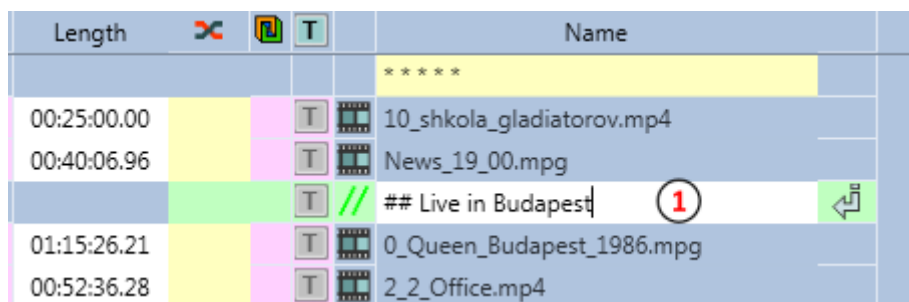 Length T Name
* * * * *
00:25:00.00 T 10_shkola_gladiatorov.mp4
00:40:06.96 T News_19_00.mpg
T // ## Live in Budapest 1
01:15:26.21 T 0_Queen_Budapest_1986.mpg
00:52:36.28 T 2_2_Office.mp4